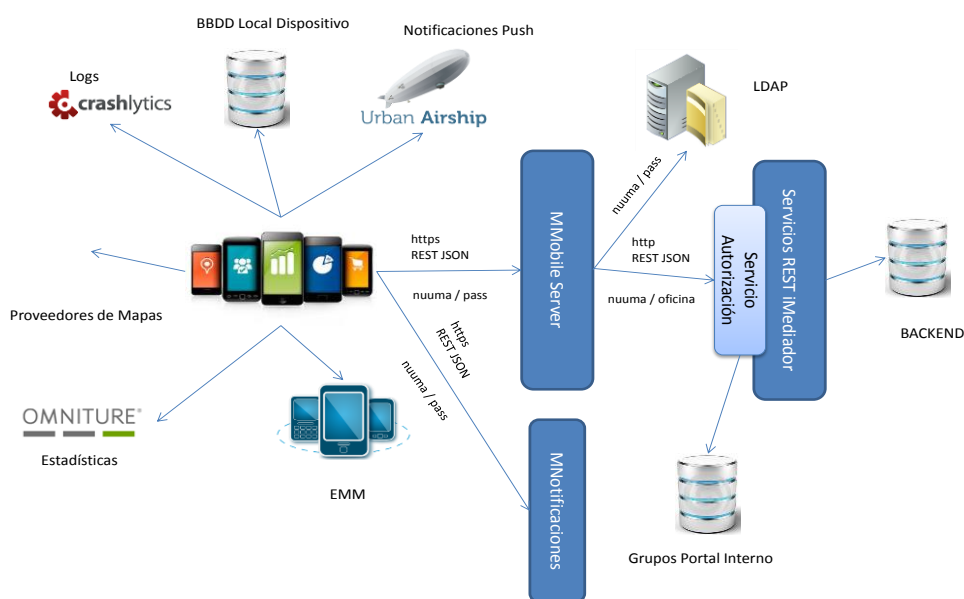 BBDD Local Dispositivo
Notificaciones Push
Logs
crashlytics
Urban Airship
LDAP
nuuma / pass
MMobile Server
Servicios REST iMediador
Servicio
Autorización
https
REST JSON
nuuma / pass
http
REST JSON
nuuma / oficina
BACKEND
Proveedores de Mapas
https
REST JSON
nuuma / pass
OMNITURE®
Estadísticas
EMM
MNotificaciones
Grupos Portal Interno